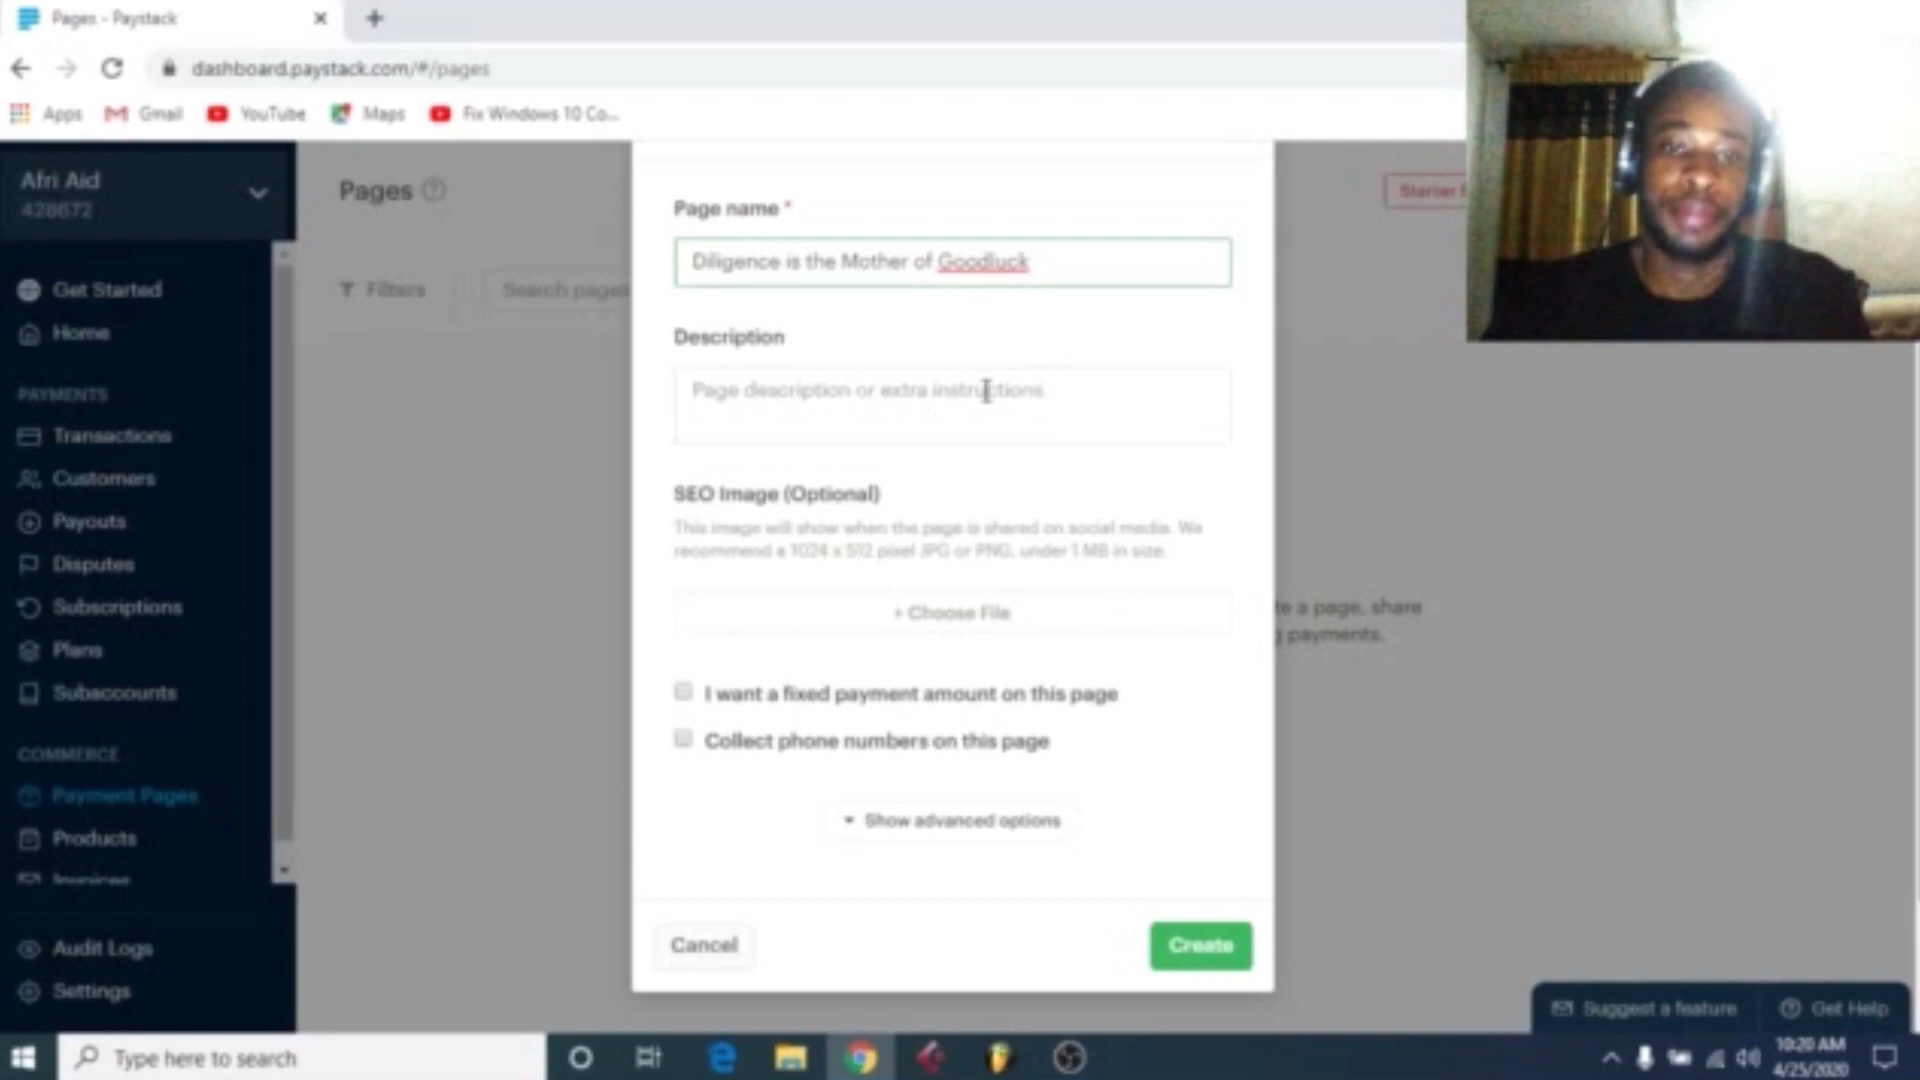 Pages - Paystack
dashboard.paystack.com/#/pages
Apps Gmail YouTube Maps Fix Windows 10 Co...
Afri Aid
428672
Get Started
Home
PAYMENTS
Transactions
Customers
Payouts
Disputes
Subscriptions
Plans
Subaccounts
COMMERCE
Payment Pages
Products
Invoices
Audit Logs
Settings
Pages
Filters
Search pages
Starter
Page name *
Diligence is the Mother of Goodluck
Description
Page description or extra instructions
SEO Image (Optional)
This image will show when the page is shared on social media. We
recommend a 1024 x 512 pixel JPG or PNG, under 1 MB in size.
+ Choose File
I want a fixed payment amount on this page
Collect phone numbers on this page
Show advanced options
Cancel
Create
te a page, share
g payments.
Suggest a feature
Get Help
Type here to search
10:20 AM
4/25/2020